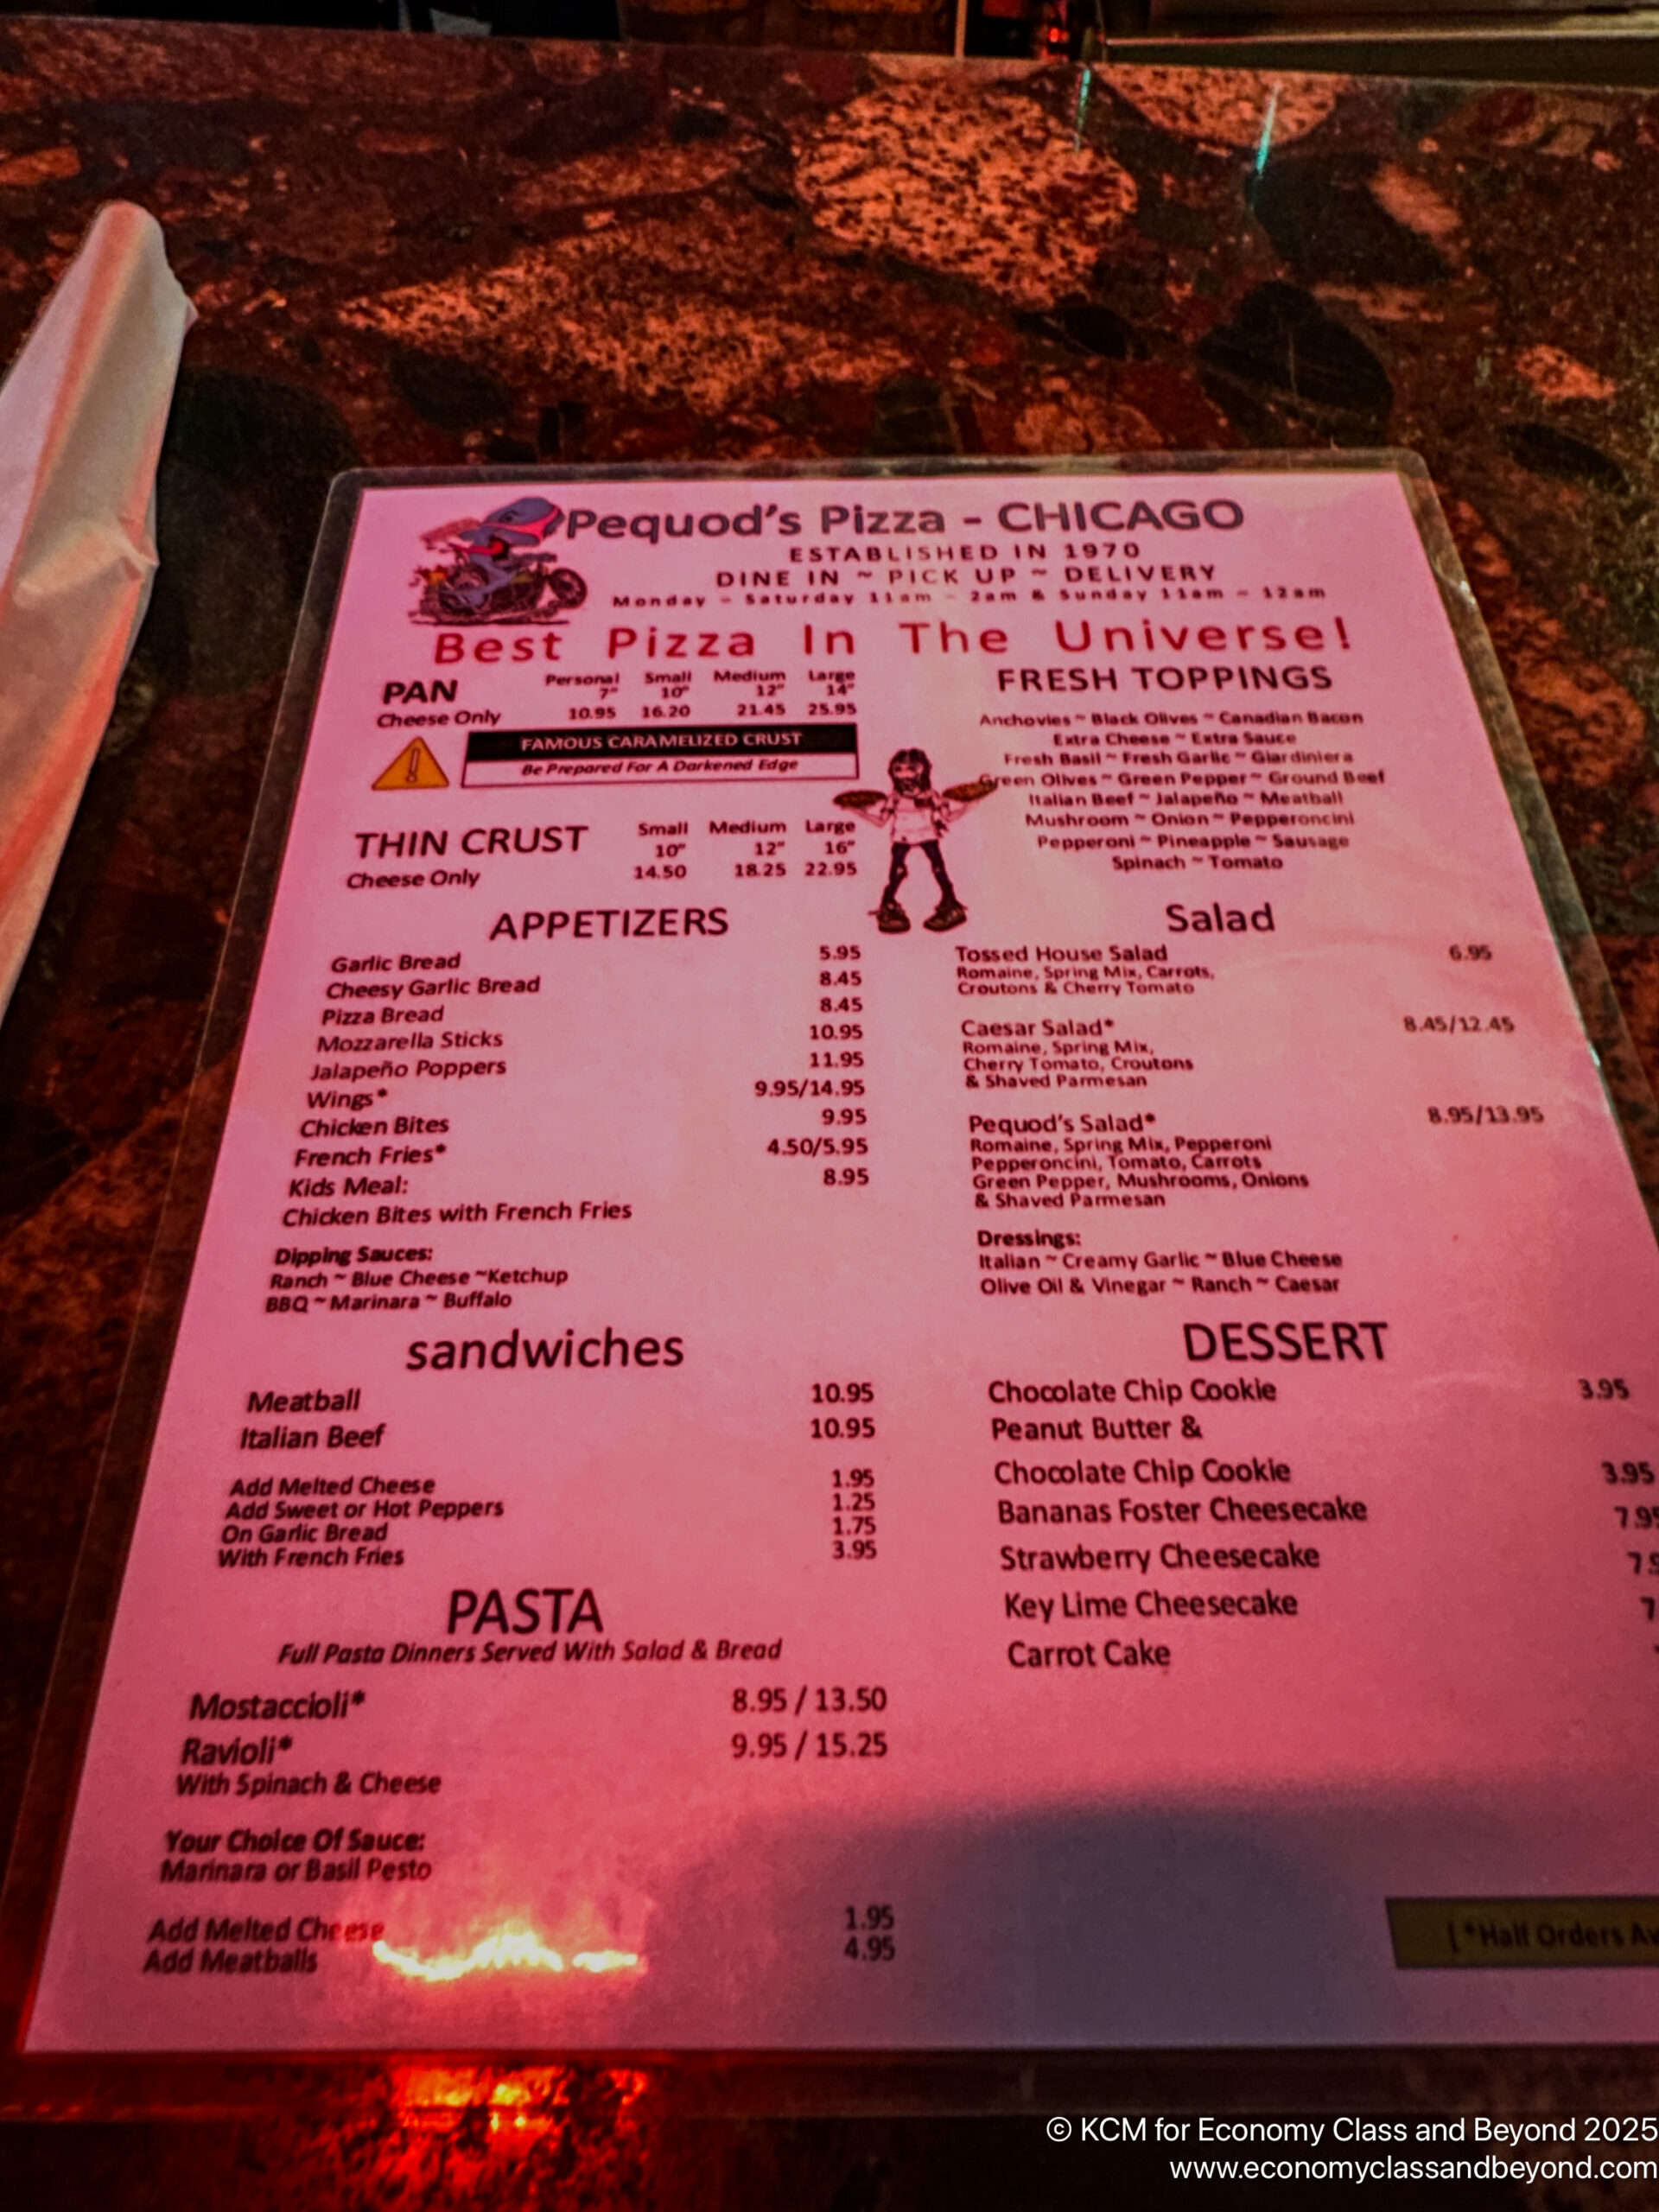 Pequod's Pizza - CHICAGO
ESTABLISHED IN 1970
DINE IN ~ PICK UP ~ DELIVERY
Monday - Saturday 11am - 2am & Sunday 11am - 12am
Best Pizza In The Universe!
PAN
Personal Small Medium Large
7" 10" 12" 14"
Cheese Only 10.95 16.20 21.45 25.95
FAMOUS CARAMELIZED CRUST
Be Prepared For A Darkened Edge
THIN CRUST
Small Medium Large
10" 12" 16"
Cheese Only 14.50 18.25 22.95
FRESH TOPPINGS
Anchovies ~ Black Olives ~ Canadian Bacon
Extra Cheese ~ Extra Sauce
Fresh Basil ~ Fresh Garlic ~ Giardiniera
Green Olives ~ Green Pepper ~ Ground Beef
Italian Beef ~ Jalapeño ~ Meatball
Mushroom ~ Onion ~ Pepperoncini
Pepperoni ~ Pineapple ~ Sausage
Spinach ~ Tomato
APPETIZERS
Garlic Bread 5.95
Cheesy Garlic Bread 8.45
Pizza Bread 8.45
Mozzarella Sticks 10.95
Jalapeño Poppers 11.95
Wings* 9.95/14.95
Chicken Bites 9.95
French Fries* 4.50/5.95
Kids Meal: 8.95
Chicken Bites with French Fries
Dipping Sauces:
Ranch ~ Blue Cheese ~Ketchup
BBQ ~ Marinara ~ Buffalo
Salad
Tossed House Salad 6.95
Romaine, Spring Mix, Carrots,
Croutons & Cherry Tomato
Caesar Salad* 8.45/12.45
Romaine, Spring Mix,
Cherry Tomato, Croutons
& Shaved Parmesan
Pequod's Salad* 8.95/13.95
Romaine, Spring Mix, Pepperoni
Pepperoncini, Tomato, Carrots
Green Pepper, Mushrooms, Onions
& Shaved Parmesan
Dressings:
Italian ~ Creamy Garlic ~ Blue Cheese
Olive Oil & Vinegar ~ Ranch ~ Caesar
sandwiches
Meatball 10.95
Italian Beef 10.95
Add Melted Cheese 1.95
Add Sweet or Hot Peppers 1.25
On Garlic Bread 1.75
With French Fries 3.95
DESSERT
Chocolate Chip Cookie 3.95
Peanut Butter &
Chocolate Chip Cookie 3.95
Bananas Foster Cheesecake 7.95
Strawberry Cheesecake 7.9
Key Lime Cheesecake 7
Carrot Cake
PASTA
Full Pasta Dinners Served With Salad & Bread
Mostaccioli* 8.95 / 13.50
Ravioli* 9.95 / 15.25
With Spinach & Cheese
Your Choice Of Sauce:
Marinara or Basil Pesto
Add Melted Cheese 1.95
Add Meatballs 4.95
[ *Half Orders Av
© KCM for Economy Class and Beyond 2025
www.economyclassandbeyond.com